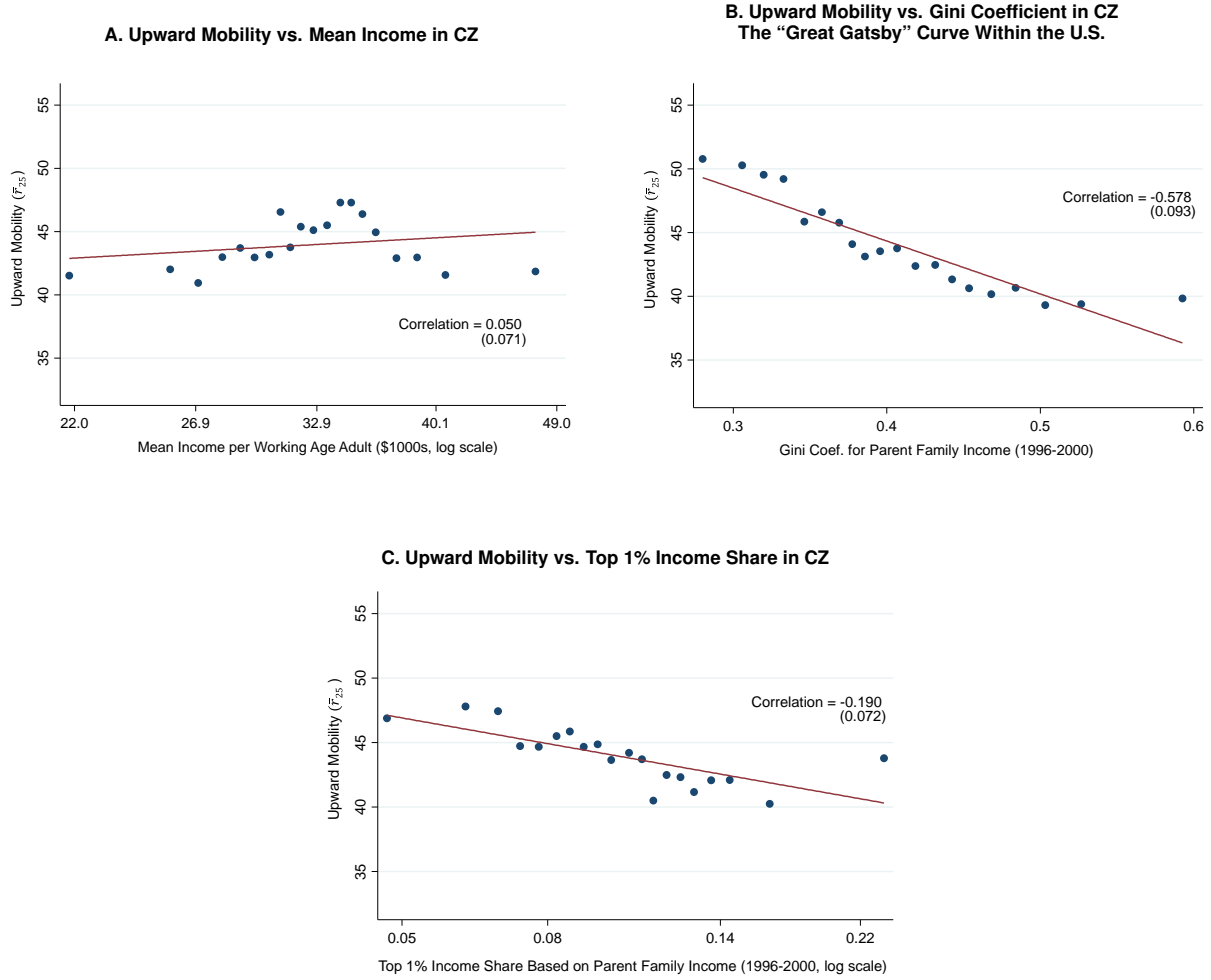 A. Upward Mobility vs. Mean Income in CZ
Upward Mobility (r̅₂₅)
55
50
45
40
35
Correlation = 0.050
(0.071)
22.0 26.9 32.9 40.1 49.0
Mean Income per Working Age Adult ($1000s, log scale)
B. Upward Mobility vs. Gini Coefficient in CZ
The “Great Gatsby” Curve Within the U.S.
Upward Mobility (r̅₂₅)
55
50
45
40
35
Correlation = -0.578
(0.093)
0.3 0.4 0.5 0.6
Gini Coef. for Parent Family Income (1996-2000)
C. Upward Mobility vs. Top 1% Income Share in CZ
Upward Mobility (r̅₂₅)
55
50
45
40
35
Correlation = -0.190
(0.072)
0.05 0.08 0.14 0.22
Top 1% Income Share Based on Parent Family Income (1996-2000, log scale)